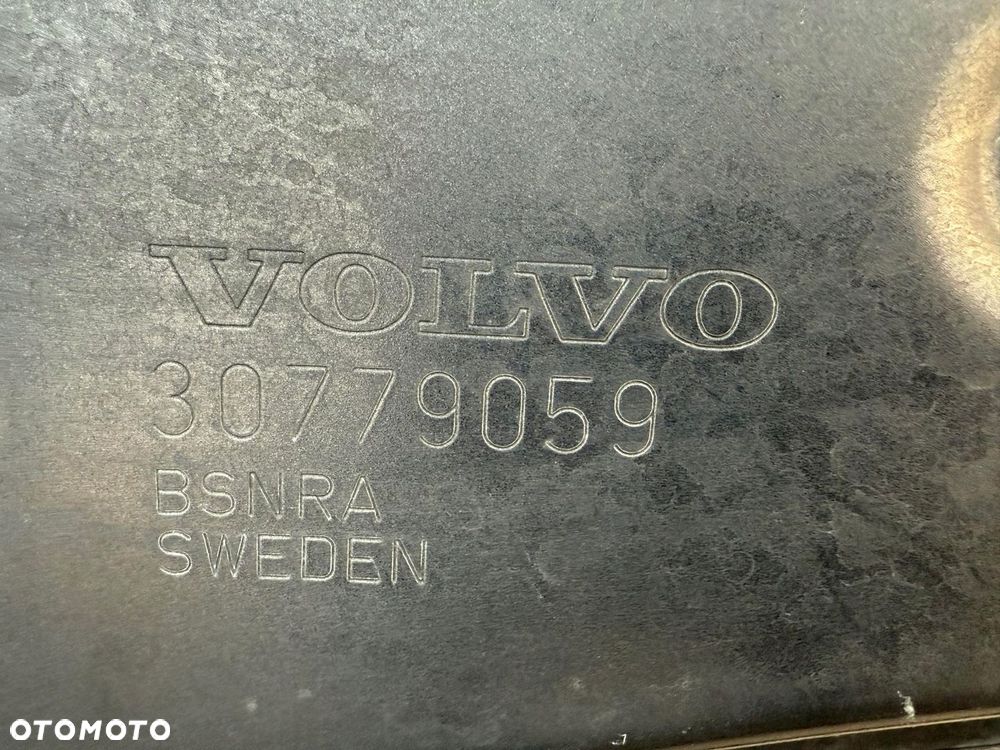 VOLVO
30779059
BSNRA
SWEDEN
OTOMOTO